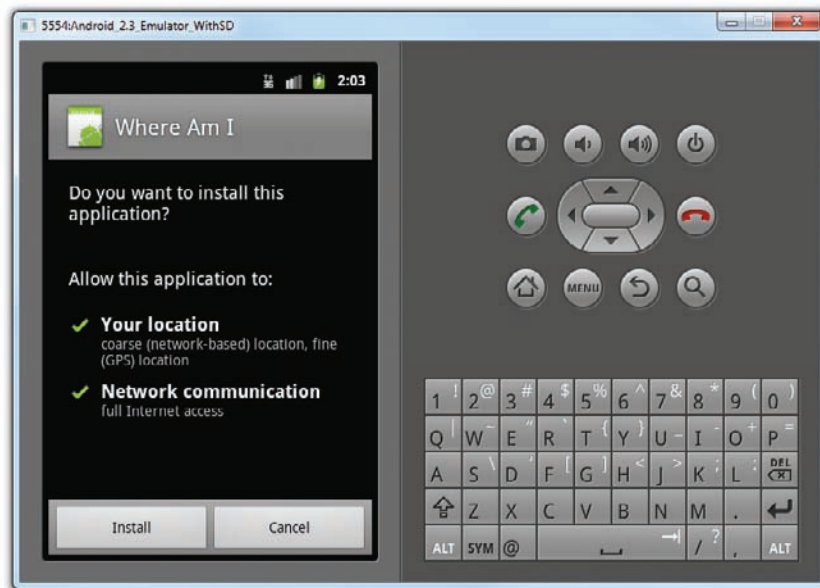 5554:Android_2.3_Emulator_WithSD
3G
2:03
Where Am I
Do you want to install this
application?
Allow this application to:
Your location
coarse (network-based) location, fine
(GPS) location
Network communication
full Internet access
Install
Cancel
MENU
1 ! 2 @ 3 # 4 $ 5 % 6 ^ 7 & 8 * 9 ( 0 )
Q | W ~ E " R ` T { Y } U _ I - O + P =
A S \ D ' F [ G ] H < J > K ; L : DEL
Z X C V B N M .
ALT SYM @ / ? , ALT